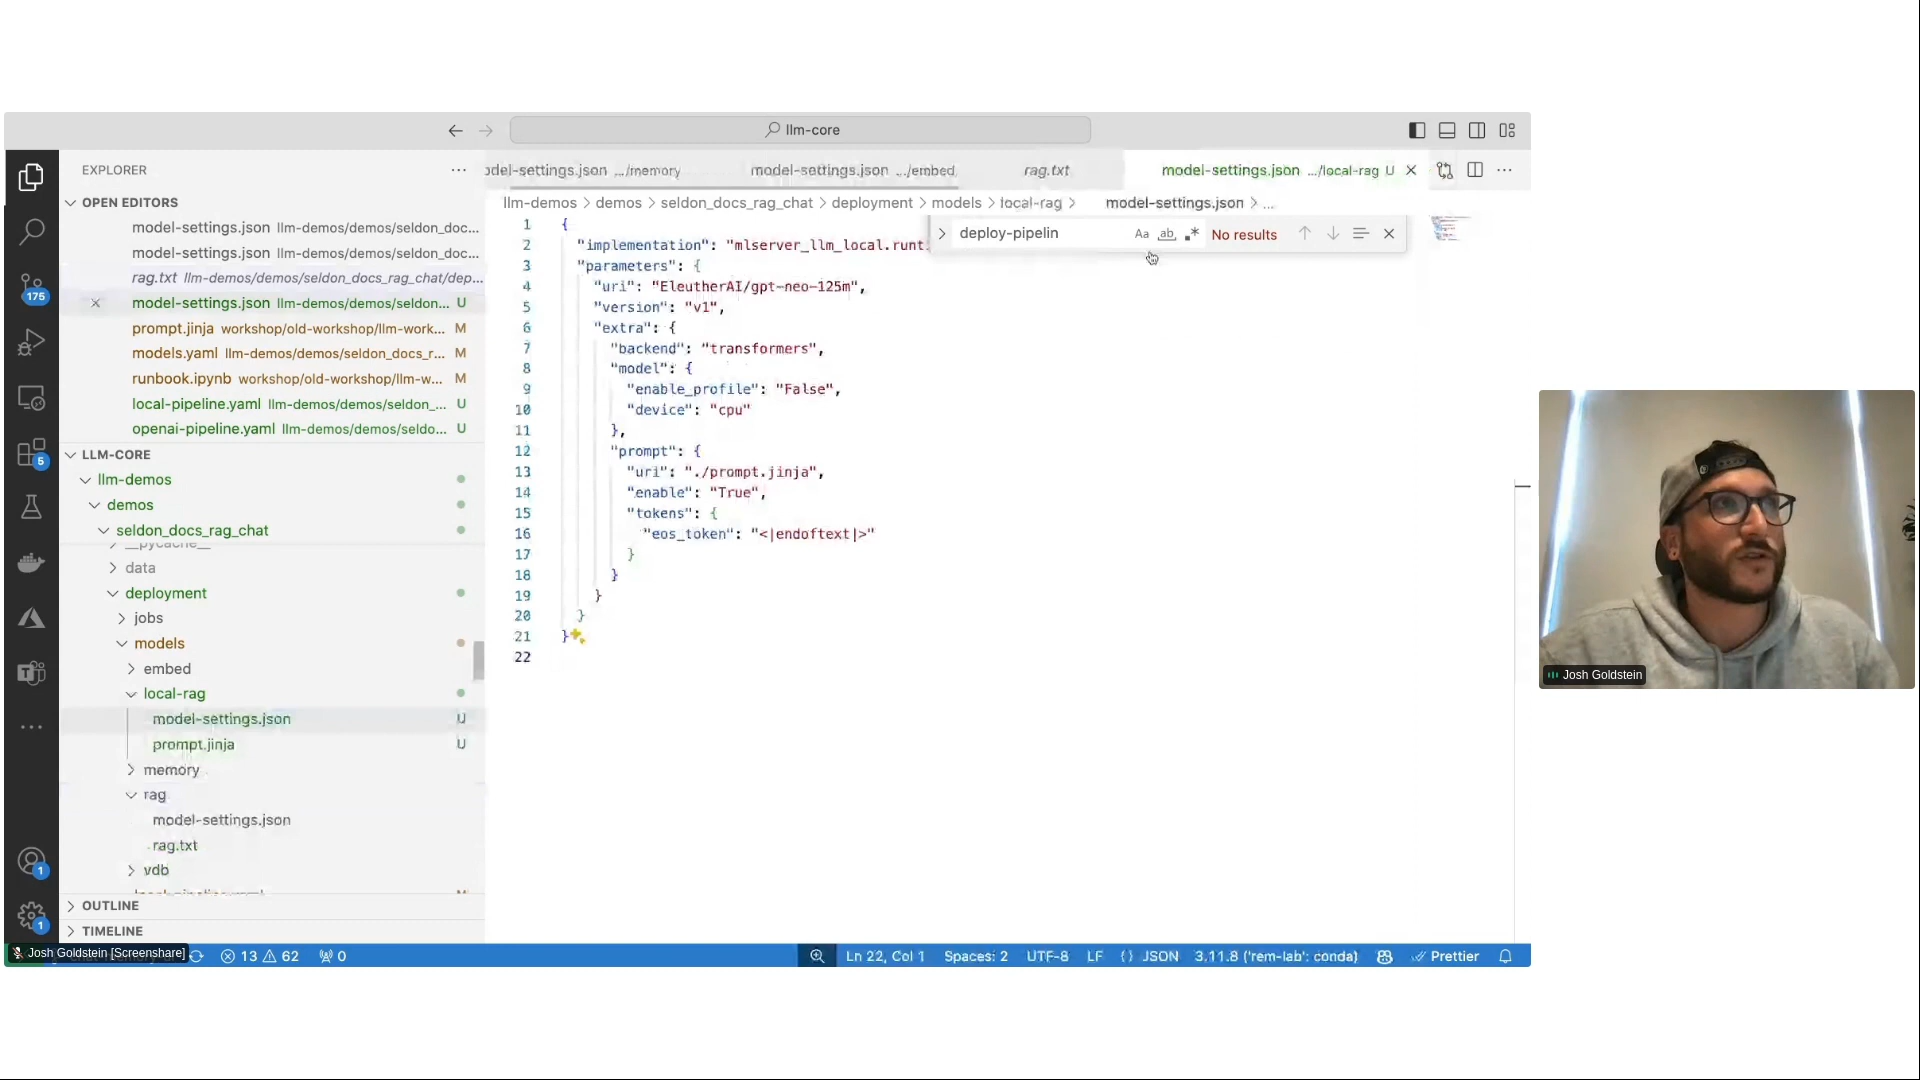 llm-core
EXPLORER
OPEN EDITORS
model-settings.json llm-demos/demos/seldon_doc...
model-settings.json llm-demos/demos/seldon_doc...
rag.txt llm-demos/demos/seldon_docs_rag_chat/dep...
model-settings.json llm-demos/demos/seldon... U
prompt.jinja workshop/old-workshop/llm-work... M
models.yaml llm-demos/demos/seldon_docs_r... M
runbook.ipynb workshop/old-workshop/llm-w... M
local-pipeline.yaml llm-demos/demos/seldon_... U
openai-pipeline.yaml llm-demos/demos/seldo... U
LLM-CORE
llm-demos
demos
seldon_docs_rag_chat
__pycache__
data
deployment
jobs
models
embed
local-rag
model-settings.json U
prompt.jinja U
memory
rag
model-settings.json
rag.txt
vdb
OUTLINE
TIMELINE
175
5
1
1
del-settings.json .../memory
model-settings.json .../embed
rag.txt
model-settings.json .../local-rag U
llm-demos > demos > seldon_docs_rag_chat > deployment > models > local-rag > model-settings.json > ...
deploy-pipelin Aa ab No results
1 {
2 "implementation": "mlserver_llm_local.runt
3 "parameters": {
4 "uri": "EleutherAI/gpt-neo-125m",
5 "version": "v1",
6 "extra": {
7 "backend": "transformers",
8 "model": {
9 "enable_profile": "False",
10 "device": "cpu"
11 },
12 "prompt": {
13 "uri": "./prompt.jinja",
14 "enable": "True",
15 "tokens": {
16 "eos_token": "<|endoftext|>"
17 }
18 }
19 }
20 }
21 }
22
Josh Goldstein [Screenshare]
13 62 0
Ln 22, Col 1 Spaces: 2 UTF-8 LF {} JSON 3.11.8 ('rem-lab': conda) Prettier
Josh Goldstein